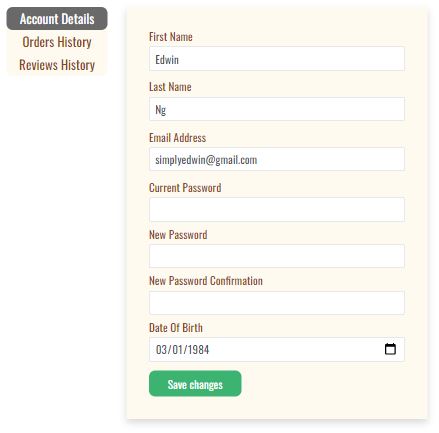 Account Details
Orders History
Reviews History
First Name
Edwin
Last Name
Ng
Email Address
simplyedwin@gmail.com
Current Password
New Password
New Password Confirmation
Date Of Birth
03/01/1984
Save changes